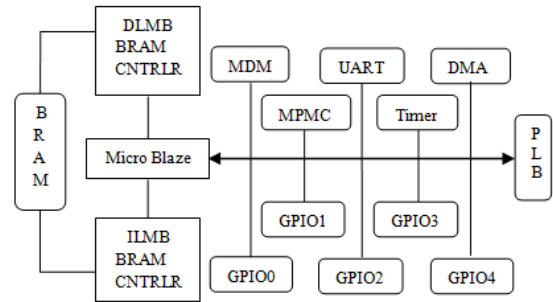 DLMB
BRAM
CNTRLR
MDM
UART
DMA
B
R
A
M
MPMC
Timer
Micro Blaze
P
L
B
GPIO1
GPIO3
ILMB
BRAM
CNTRLR
GPIO0
GPIO2
GPIO4